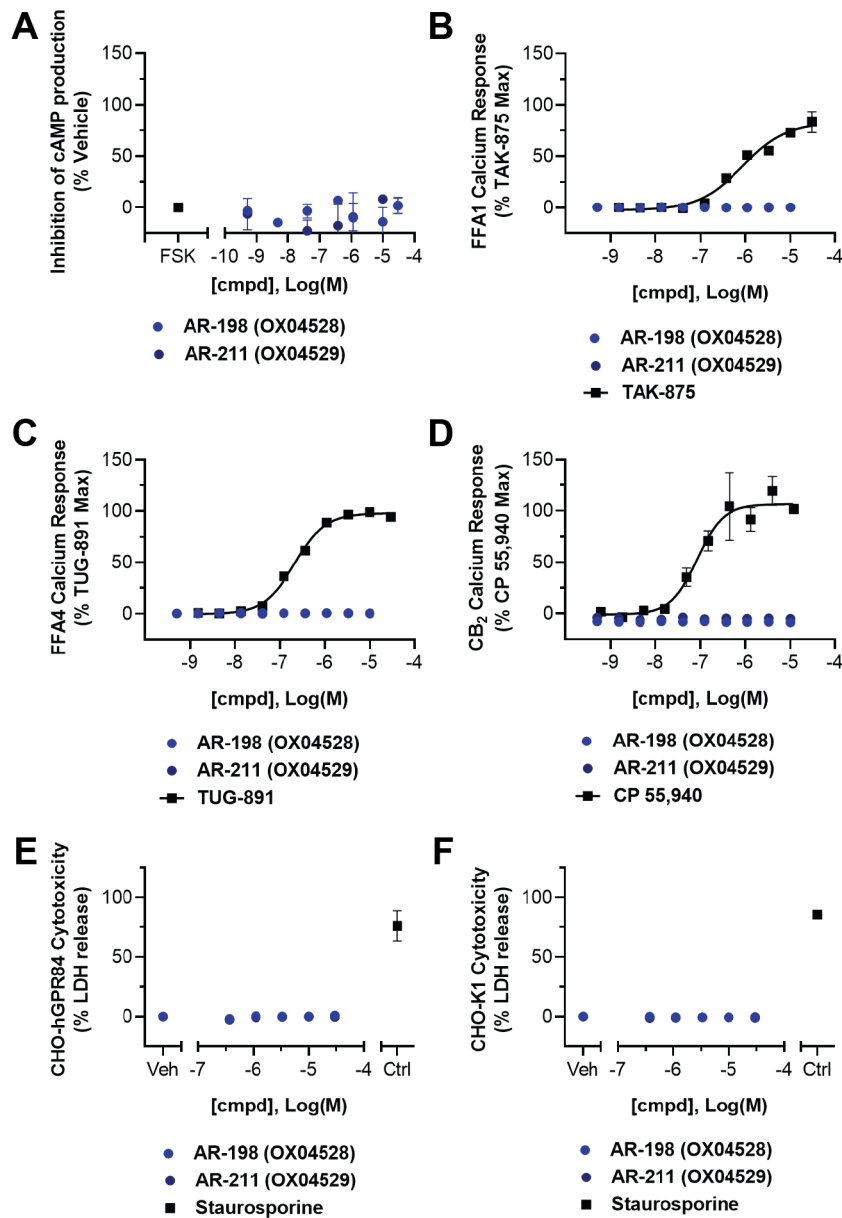 A
Inhibition of cAMP production
(% Vehicle)
150
100
50
0
FSK
-10
-9
-8
-7
-6
-5
-4
[cmpd], Log(M)
AR-198 (OX04528)
AR-211 (OX04529)
B
FFA1 Calcium Response
(% TAK-875 Max)
150
100
50
0
-9
-8
-7
-6
-5
-4
[cmpd], Log(M)
AR-198 (OX04528)
AR-211 (OX04529)
TAK-875
C
FFA4 Calcium Response
(% TUG-891 Max)
150
100
50
0
-9
-8
-7
-6
-5
-4
[cmpd], Log(M)
AR-198 (OX04528)
AR-211 (OX04529)
TUG-891
D
CB₂ Calcium Response
(% CP 55,940 Max)
150
100
50
0
-9
-8
-7
-6
-5
-4
[cmpd], Log(M)
AR-198 (OX04528)
AR-211 (OX04529)
CP 55,940
E
CHO-hGPR84 Cytotoxicity
(% LDH release)
100
50
0
Veh
-7
-6
-5
-4
Ctrl
[cmpd], Log(M)
AR-198 (OX04528)
AR-211 (OX04529)
Staurosporine
F
CHO-K1 Cytotoxicity
(% LDH release)
100
50
0
Veh
-7
-6
-5
-4
Ctrl
[cmpd], Log(M)
AR-198 (OX04528)
AR-211 (OX04529)
Staurosporine